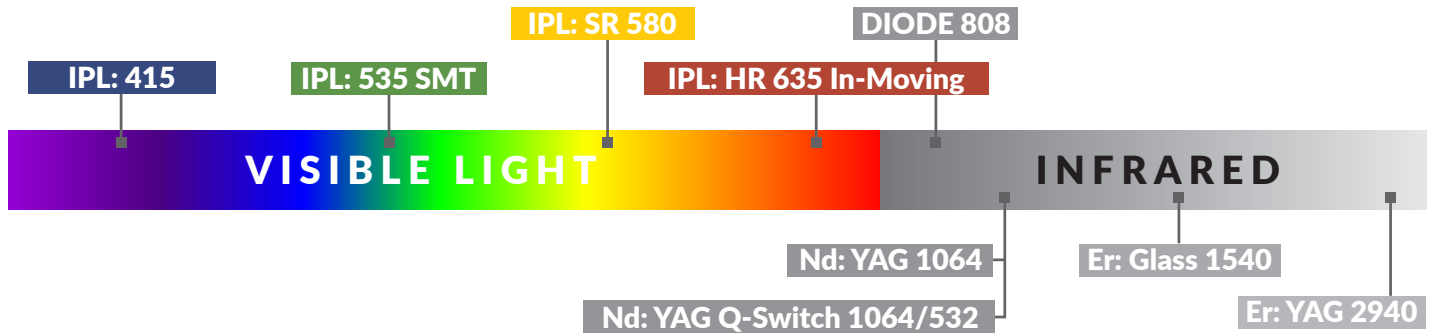 IPL: SR 580
DIODE 808
IPL: 415
IPL: 535 SMT
IPL: HR 635 In-Moving
VISIBLE LIGHT
INFRARED
Nd: YAG 1064
Er: Glass 1540
Nd: YAG Q-Switch 1064/532
Er: YAG 2940